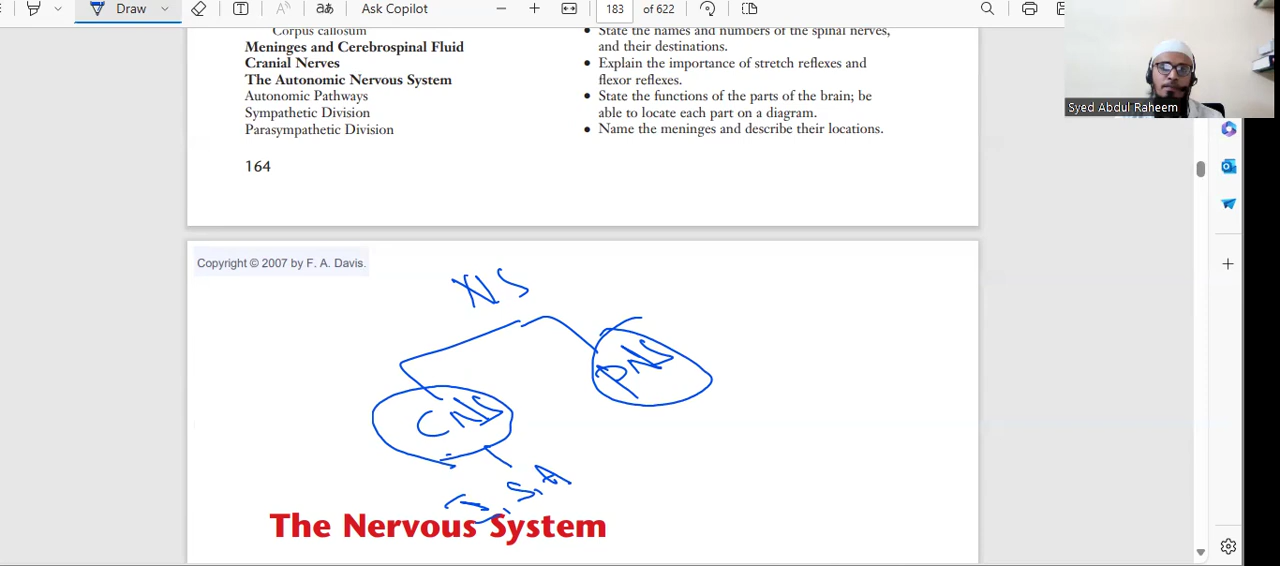 Draw
Ask Copilot
183 of 622
Corpus callosum
Meninges and Cerebrospinal Fluid
Cranial Nerves
The Autonomic Nervous System
Autonomic Pathways
Sympathetic Division
Parasympathetic Division
164
• State the names and numbers of the spinal nerves,
and their destinations.
• Explain the importance of stretch reflexes and
flexor reflexes.
• State the functions of the parts of the brain; be
able to locate each part on a diagram.
• Name the meninges and describe their locations.
Syed Abdul Raheem
Copyright © 2007 by F. A. Davis.
NS
PNS
CNS
The Nervous System